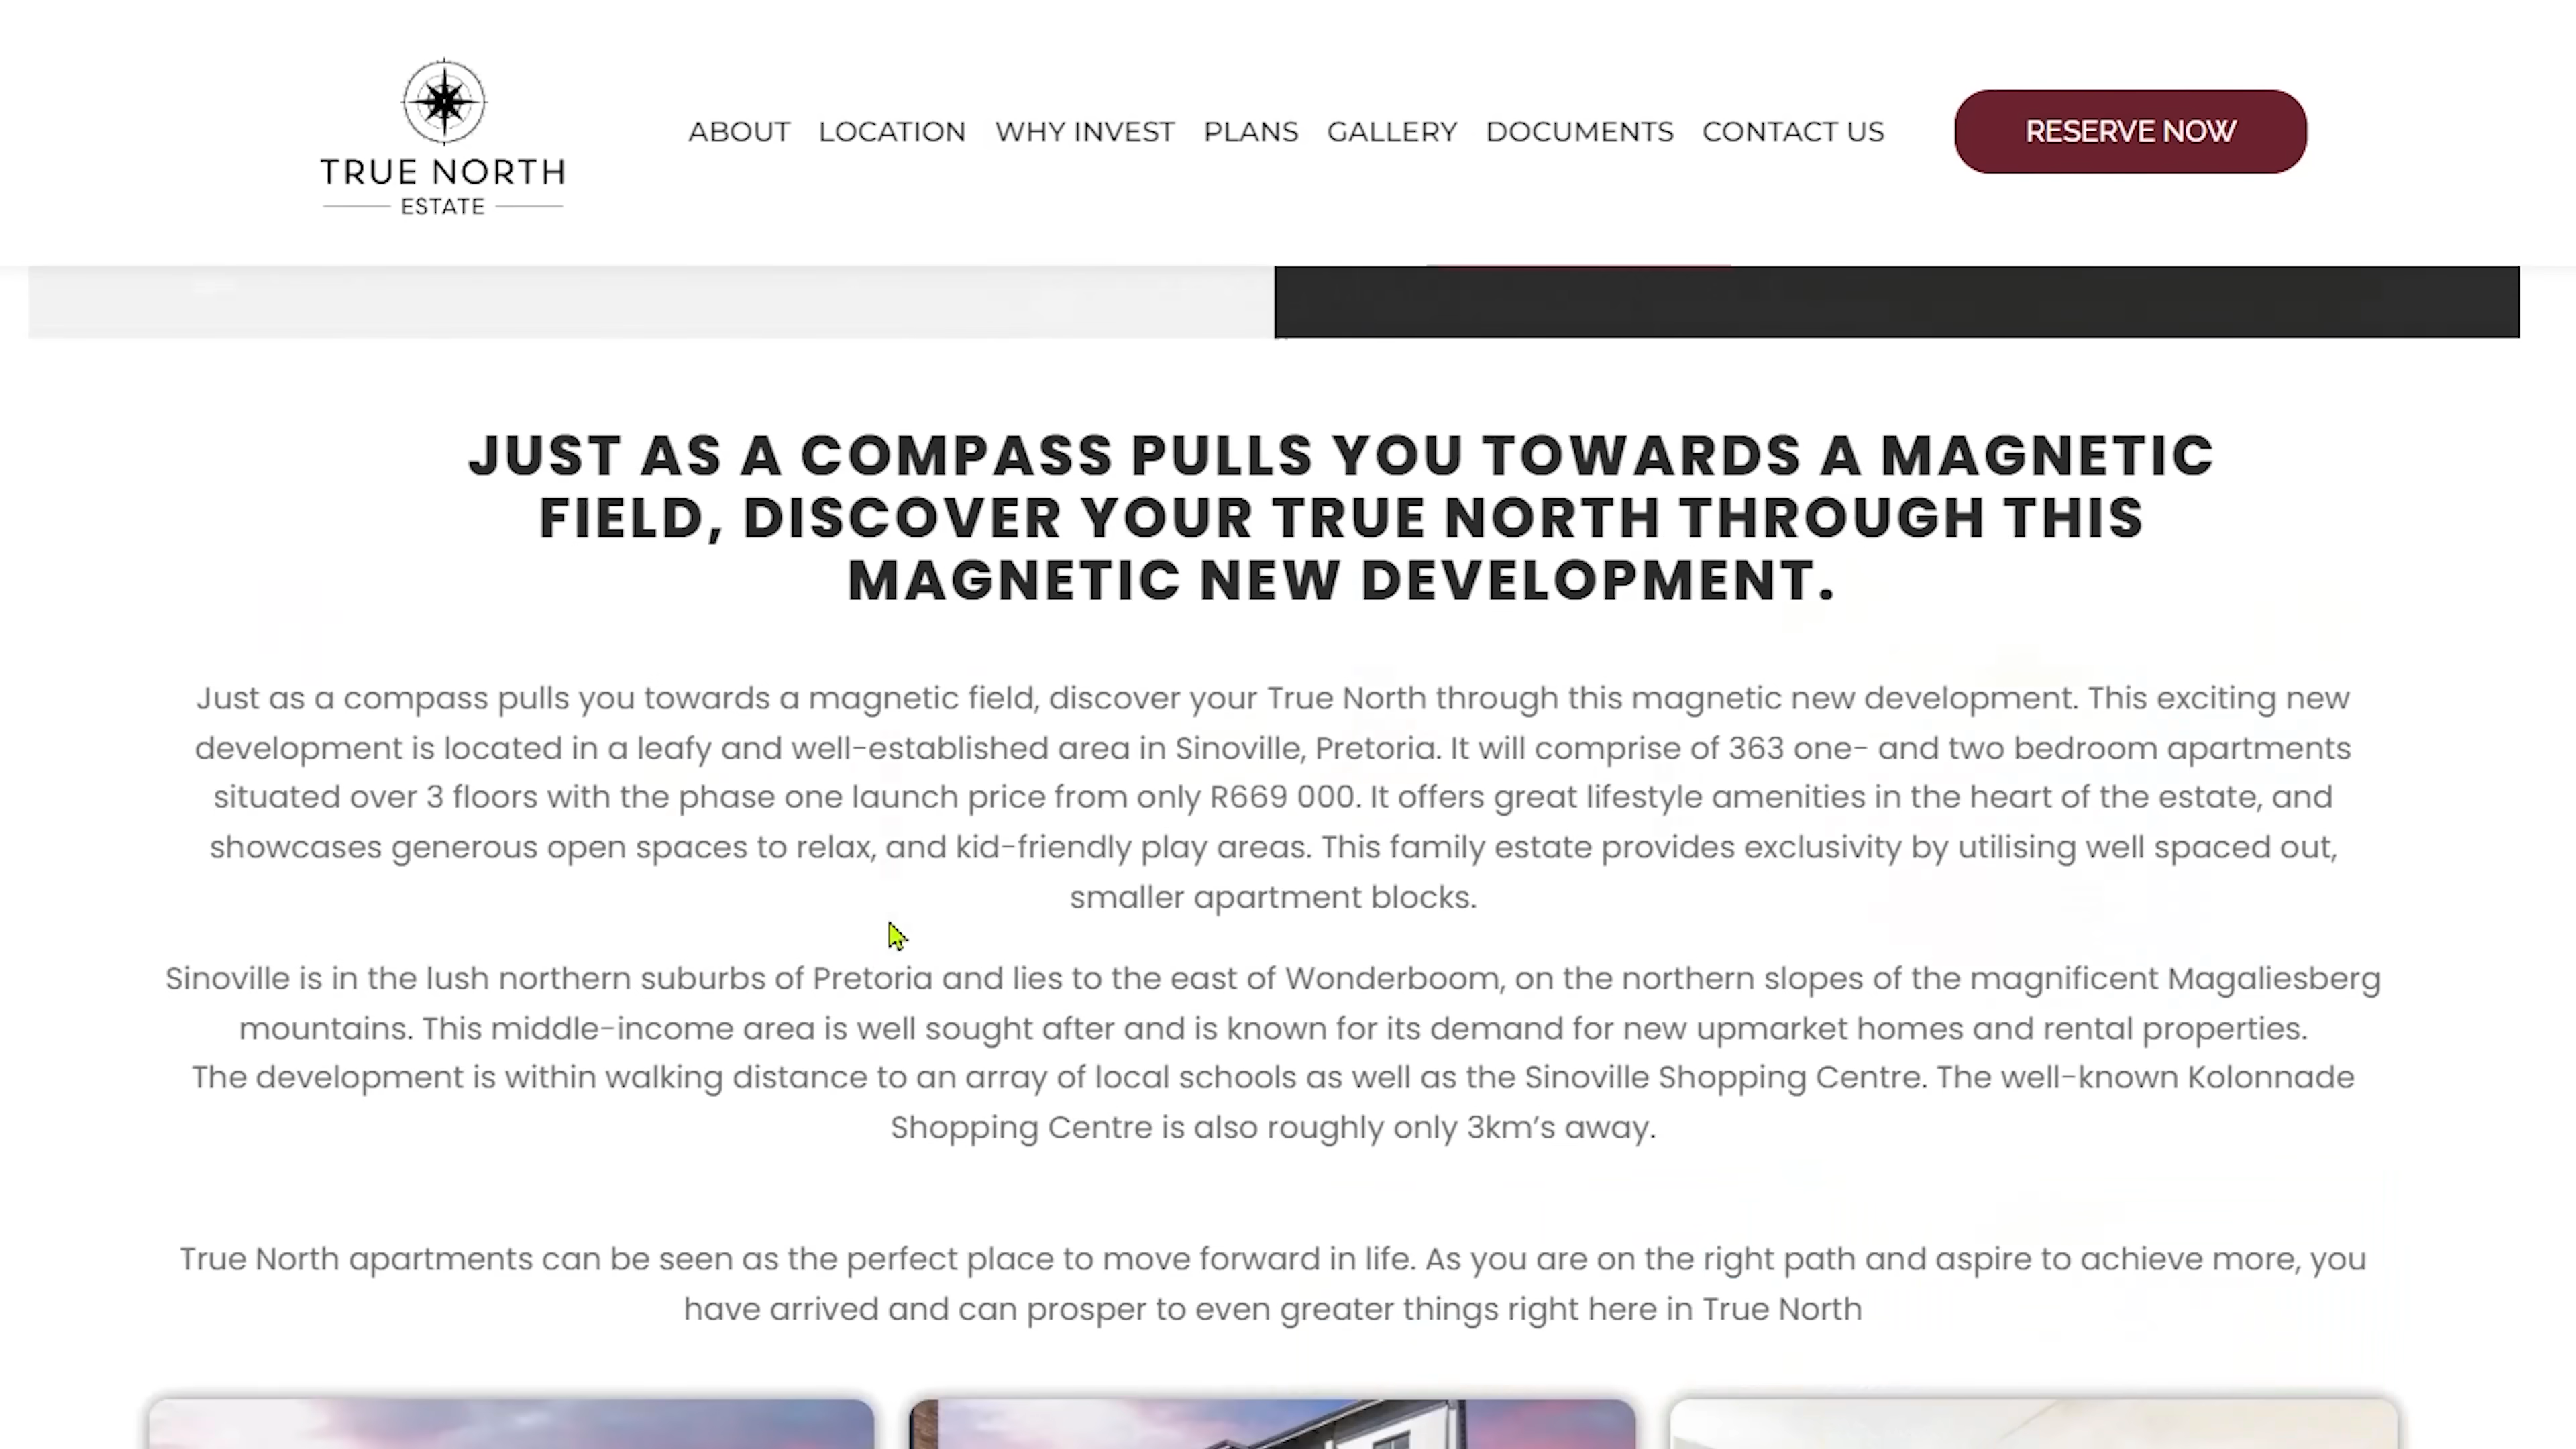 TRUE NORTH
ESTATE
ABOUT LOCATION WHY INVEST PLANS GALLERY DOCUMENTS CONTACT US RESERVE NOW
JUST AS A COMPASS PULLS YOU TOWARDS A MAGNETIC
FIELD, DISCOVER YOUR TRUE NORTH THROUGH THIS
MAGNETIC NEW DEVELOPMENT.
Just as a compass pulls you towards a magnetic field, discover your True North through this magnetic new development. This exciting new
development is located in a leafy and well-established area in Sinoville, Pretoria. It will comprise of 363 one- and two bedroom apartments
situated over 3 floors with the phase one launch price from only R669 000. It offers great lifestyle amenities in the heart of the estate, and
showcases generous open spaces to relax, and kid-friendly play areas. This family estate provides exclusivity by utilising well spaced out,
smaller apartment blocks.
Sinoville is in the lush northern suburbs of Pretoria and lies to the east of Wonderboom, on the northern slopes of the magnificent Magaliesberg
mountains. This middle-income area is well sought after and is known for its demand for new upmarket homes and rental properties.
The development is within walking distance to an array of local schools as well as the Sinoville Shopping Centre. The well-known Kolonnade
Shopping Centre is also roughly only 3km’s away.
True North apartments can be seen as the perfect place to move forward in life. As you are on the right path and aspire to achieve more, you
have arrived and can prosper to even greater things right here in True North